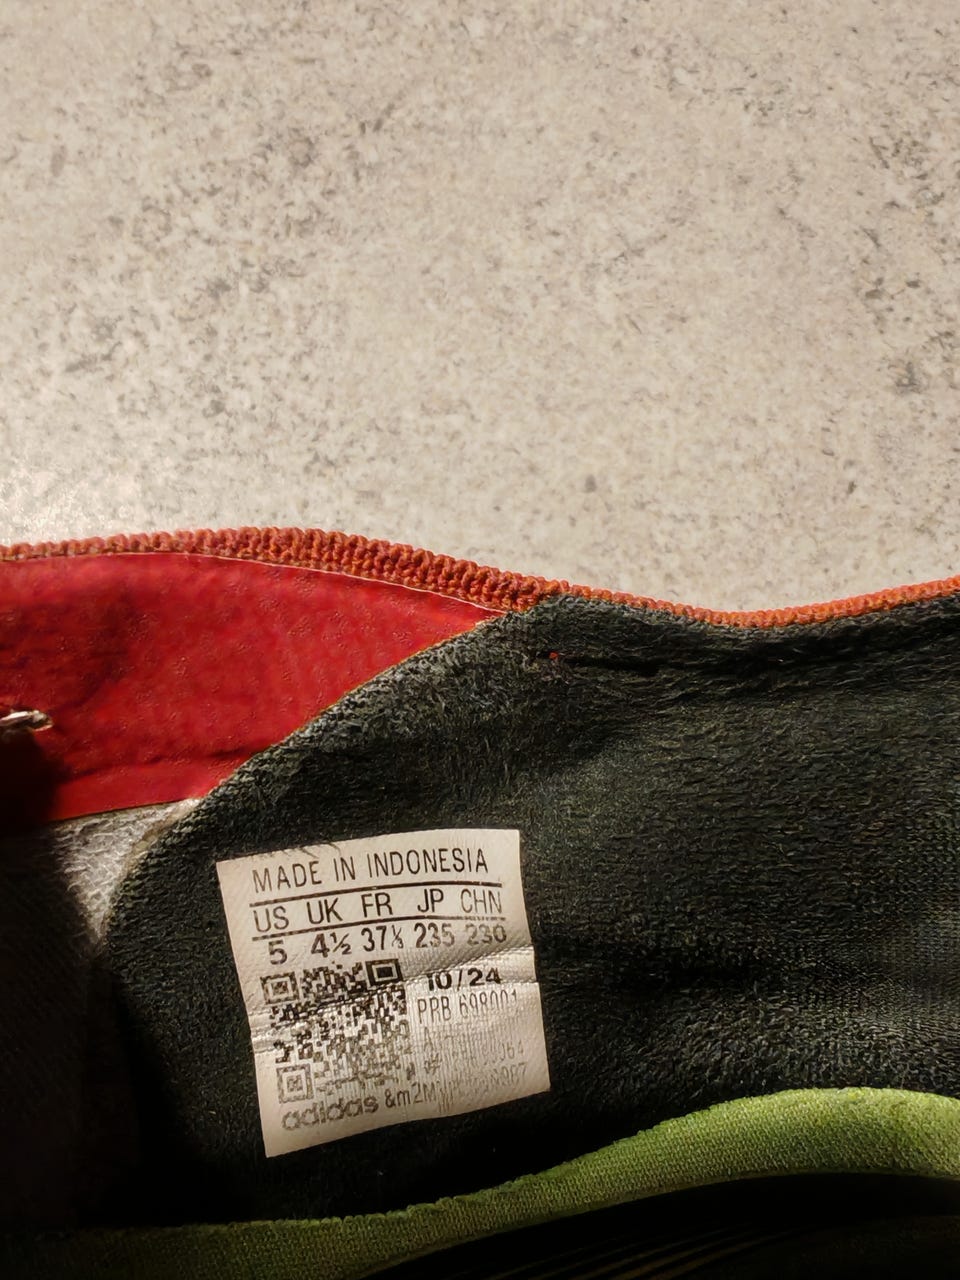 MADE IN INDONESIA
US UK FR JP CHN
5 4½ 37⅓ 235 230
10/24
PRB 698001
adidas